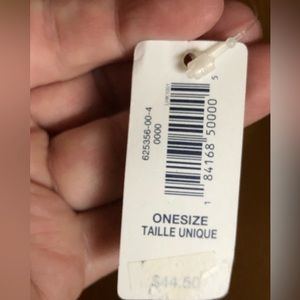 625356-00-4
0000
1 84168 50000 5
ONESIZE
TAILLE UNIQUE
$44.50